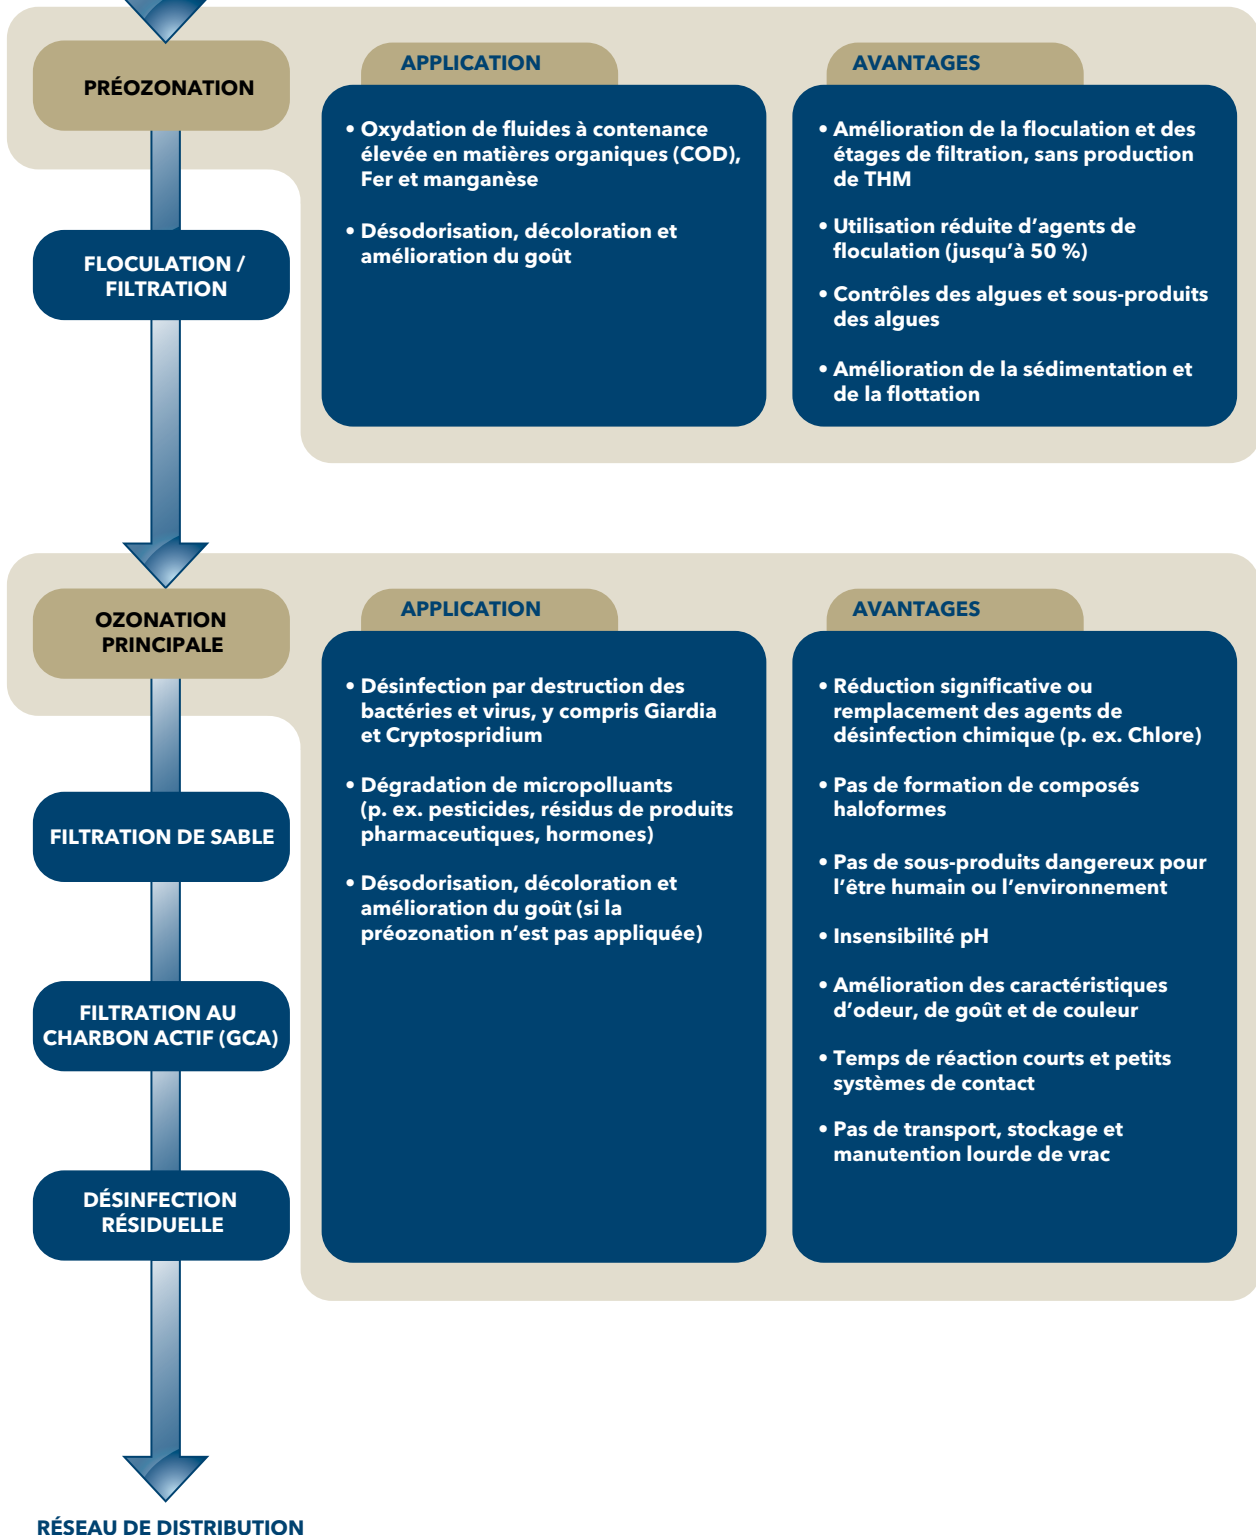 PRÉOZONATION
APPLICATION
• Oxydation de fluides à contenance
élevée en matières organiques (COD),
Fer et manganèse
• Désodorisation, décoloration et
amélioration du goût
AVANTAGES
• Amélioration de la floculation et des
étages de filtration, sans production
de THM
• Utilisation réduite d’agents de
floculation (jusqu’à 50 %)
• Contrôles des algues et sous-produits
des algues
• Amélioration de la sédimentation et
de la flottation
FLOCULATION /
FILTRATION
OZONATION
PRINCIPALE
APPLICATION
• Désinfection par destruction des
bactéries et virus, y compris Giardia
et Cryptospridium
• Dégradation de micropolluants
(p. ex. pesticides, résidus de produits
pharmaceutiques, hormones)
• Désodorisation, décoloration et
amélioration du goût (si la
préozonation n’est pas appliquée)
AVANTAGES
• Réduction significative ou
remplacement des agents de
désinfection chimique (p. ex. Chlore)
• Pas de formation de composés
haloformes
• Pas de sous-produits dangereux pour
l’être humain ou l’environnement
• Insensibilité pH
• Amélioration des caractéristiques
d’odeur, de goût et de couleur
• Temps de réaction courts et petits
systèmes de contact
• Pas de transport, stockage et
manutention lourde de vrac
FILTRATION DE SABLE
FILTRATION AU
CHARBON ACTIF (GCA)
DÉSINFECTION
RÉSIDUELLE
RÉSEAU DE DISTRIBUTION